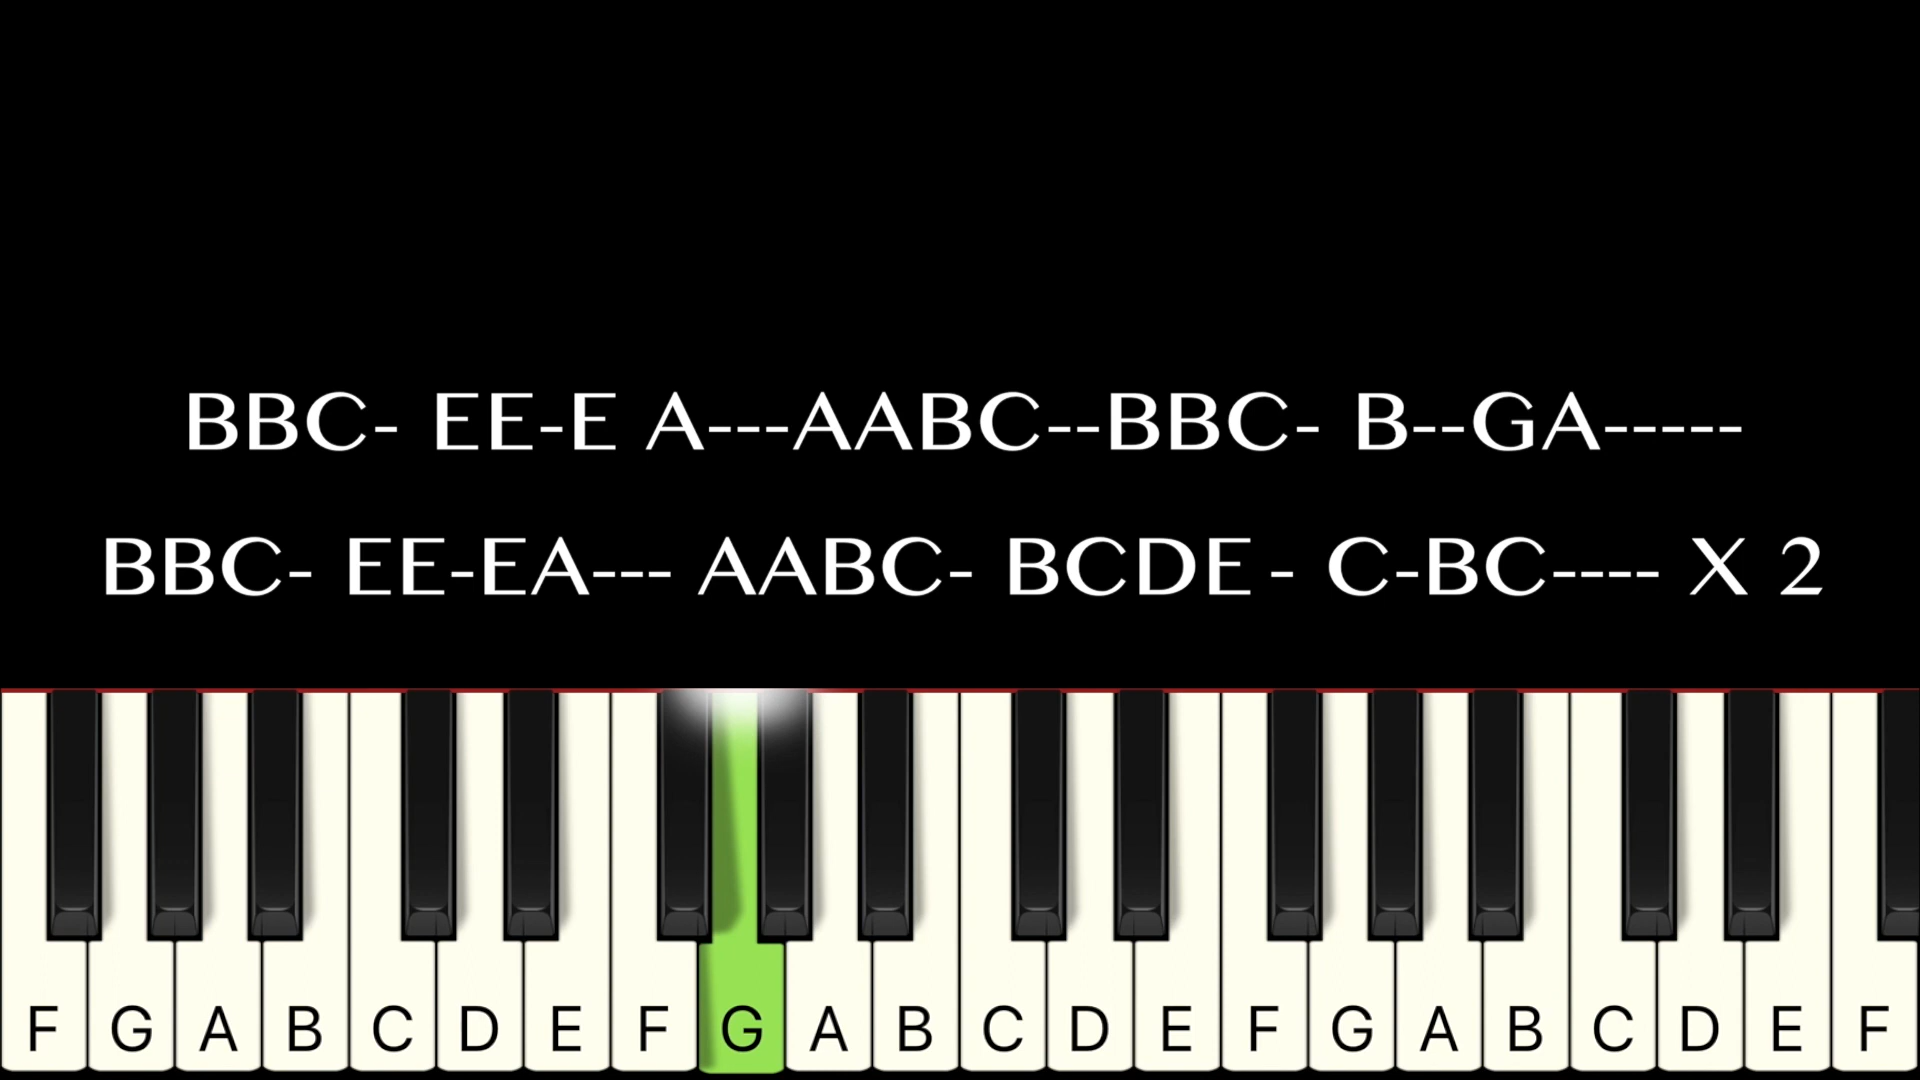 BBC- EE-E A---AABC--BBC- B--GA-----
BBC- EE-EA--- AABC- BCDE - C-BC---- X 2
F G A B C D E F G A B C D E F G A B C D E F